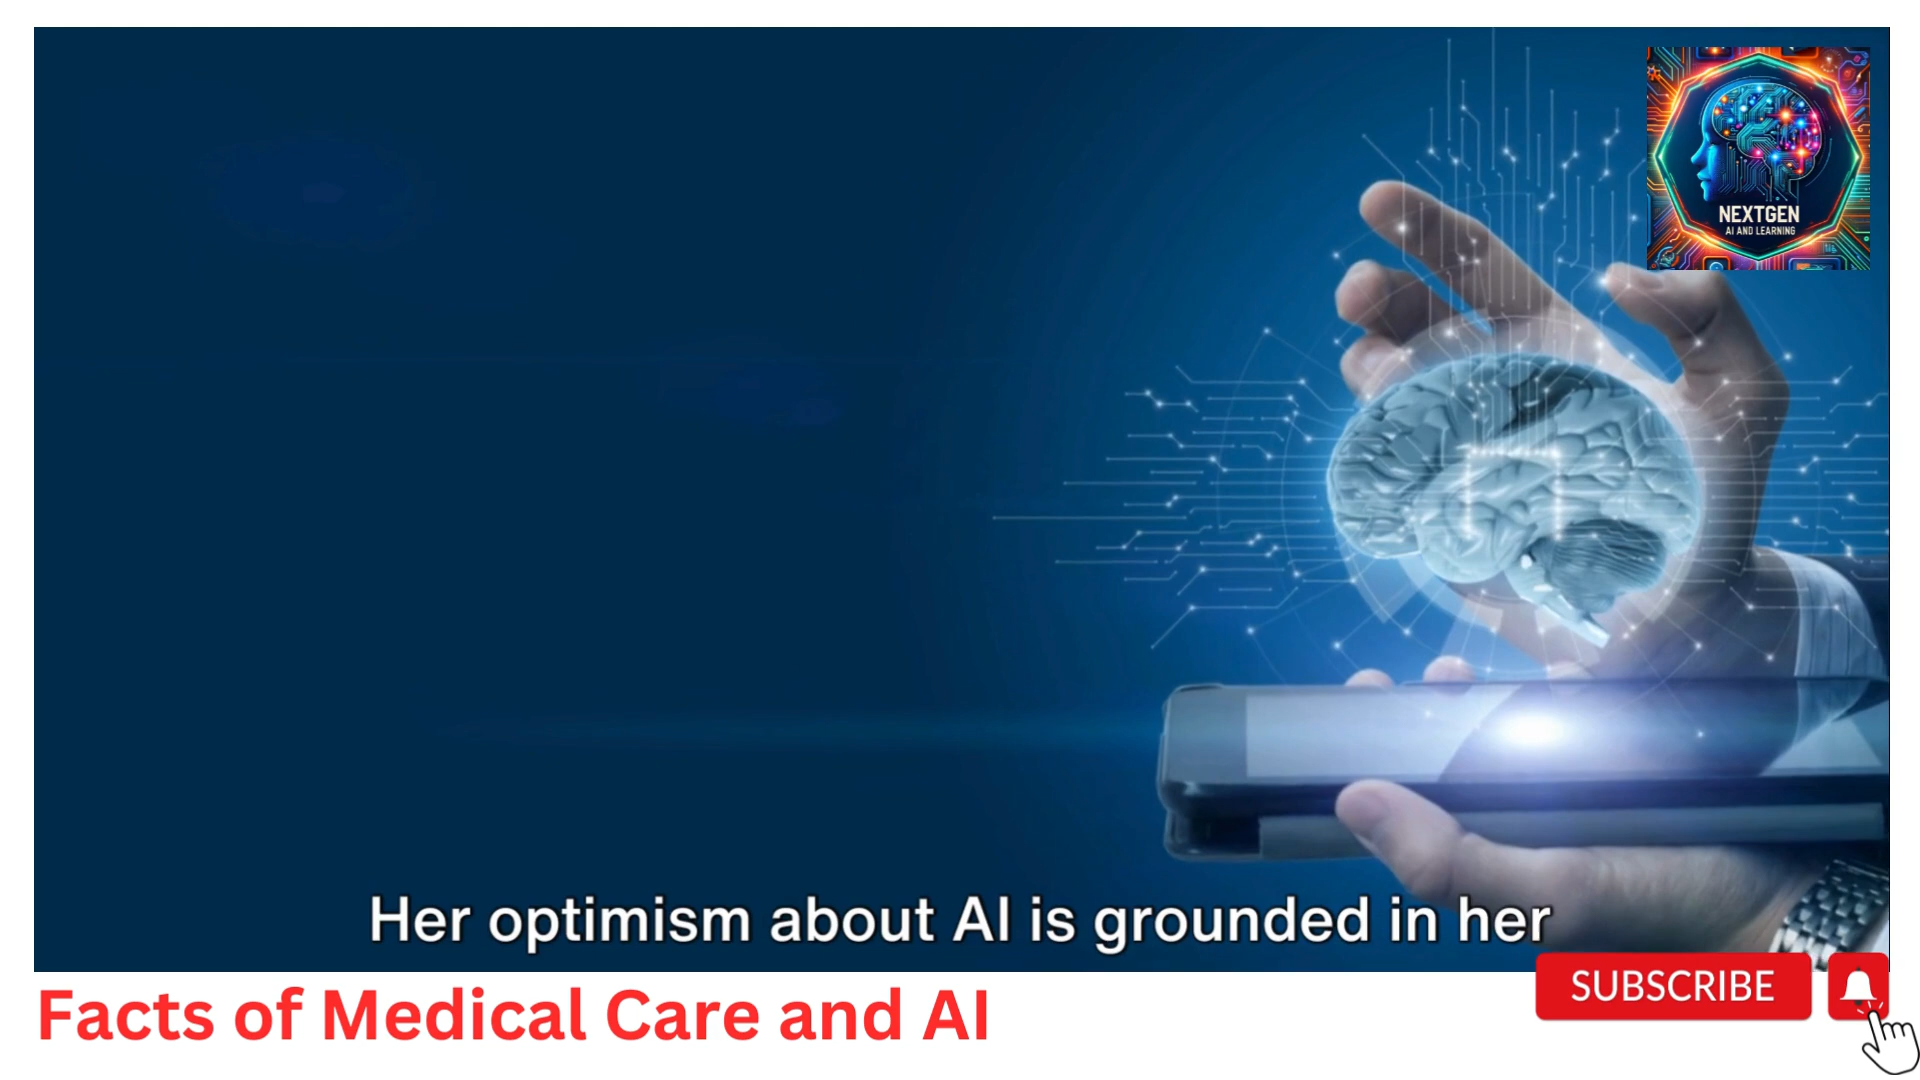 NEXTGEN
AI AND LEARNING
Her optimism about AI is grounded in her
SUBSCRIBE
Facts of Medical Care and AI